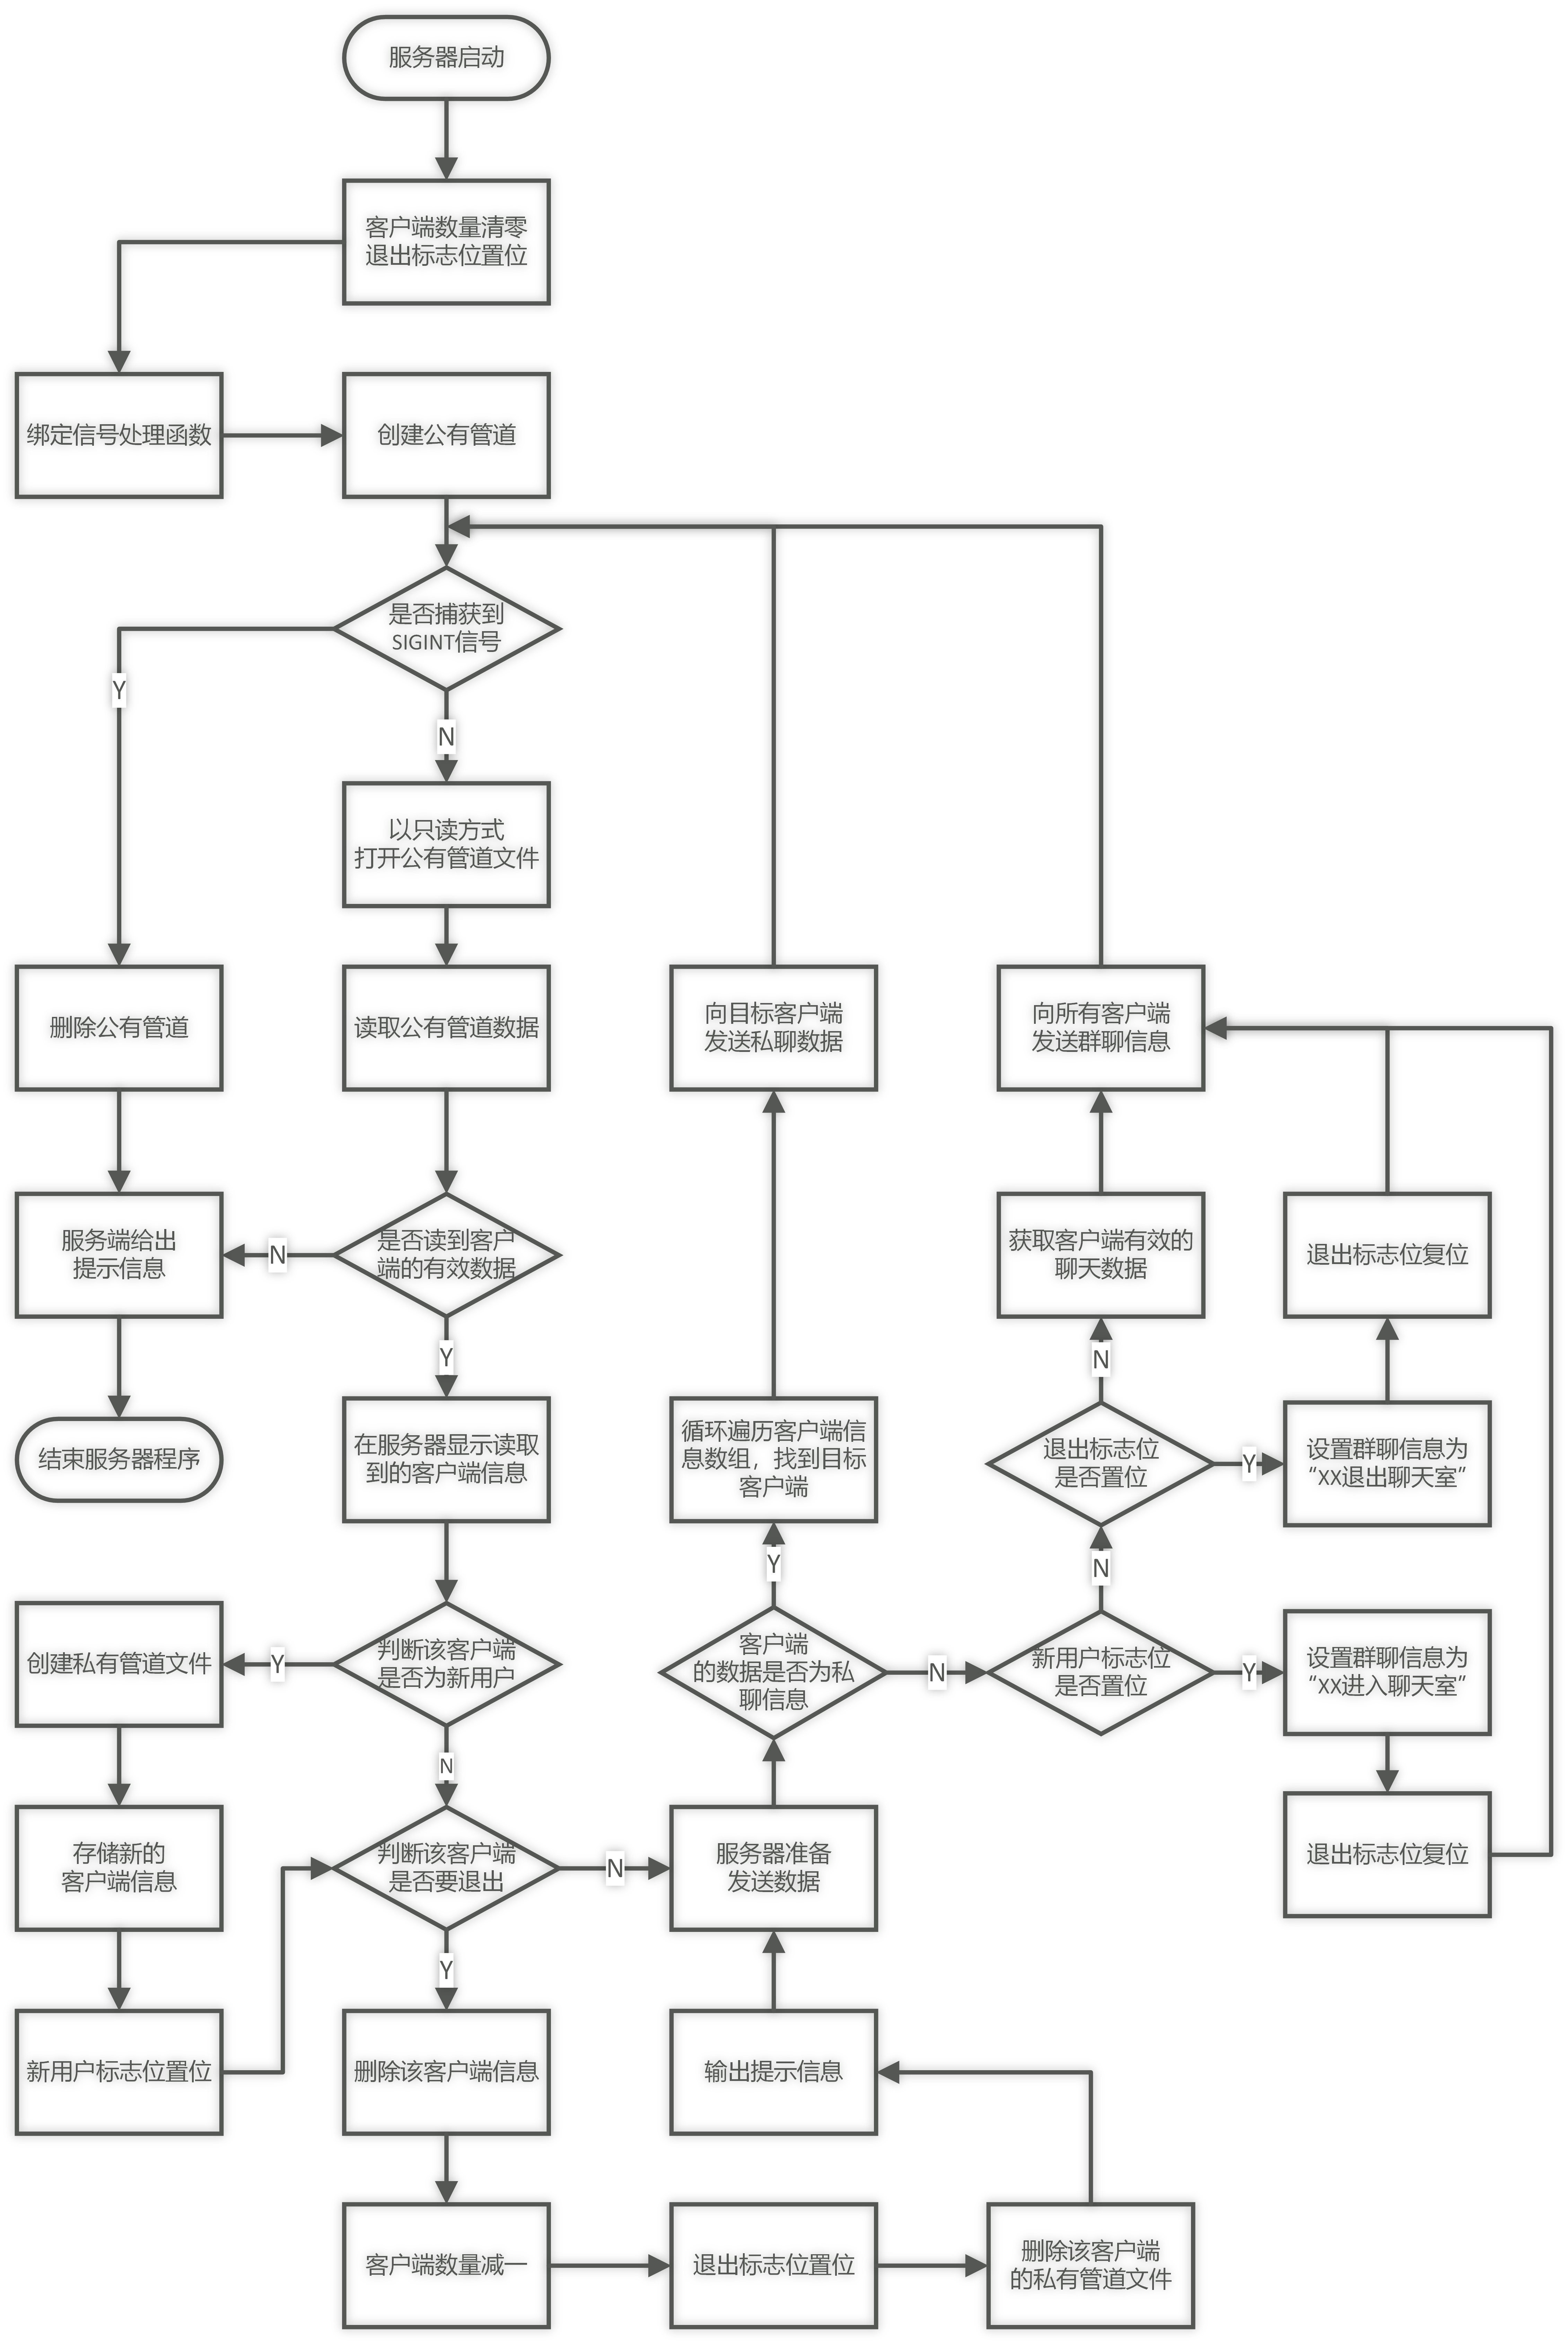 服务器启动
客户端数量清零
退出标志位置位
绑定信号处理函数
创建公有管道
是否捕获到
SIGINT信号
Y
N
以只读方式
打开公有管道文件
删除公有管道
读取公有管道数据
向目标客户端
发送私聊数据
向所有客户端
发送群聊信息
服务端给出
提示信息
N
是否读到客户
端的有效数据
获取客户端有效的
聊天数据
退出标志位复位
Y
N
结束服务器程序
在服务器显示读取
到的客户端信息
循环遍历客户端信
息数组，找到目标
客户端
退出标志位
是否置位
Y
设置群聊信息为
“XX退出聊天室”
Y
N
创建私有管道文件
Y
判断该客户端
是否为新用户
客户端
的数据是否为私
聊信息
N
新用户标志位
是否置位
Y
设置群聊信息为
“XX进入聊天室”
N
存储新的
客户端信息
判断该客户端
是否要退出
N
服务器准备
发送数据
退出标志位复位
Y
新用户标志位置位
删除该客户端信息
输出提示信息
客户端数量减一
退出标志位置位
删除该客户端
的私有管道文件